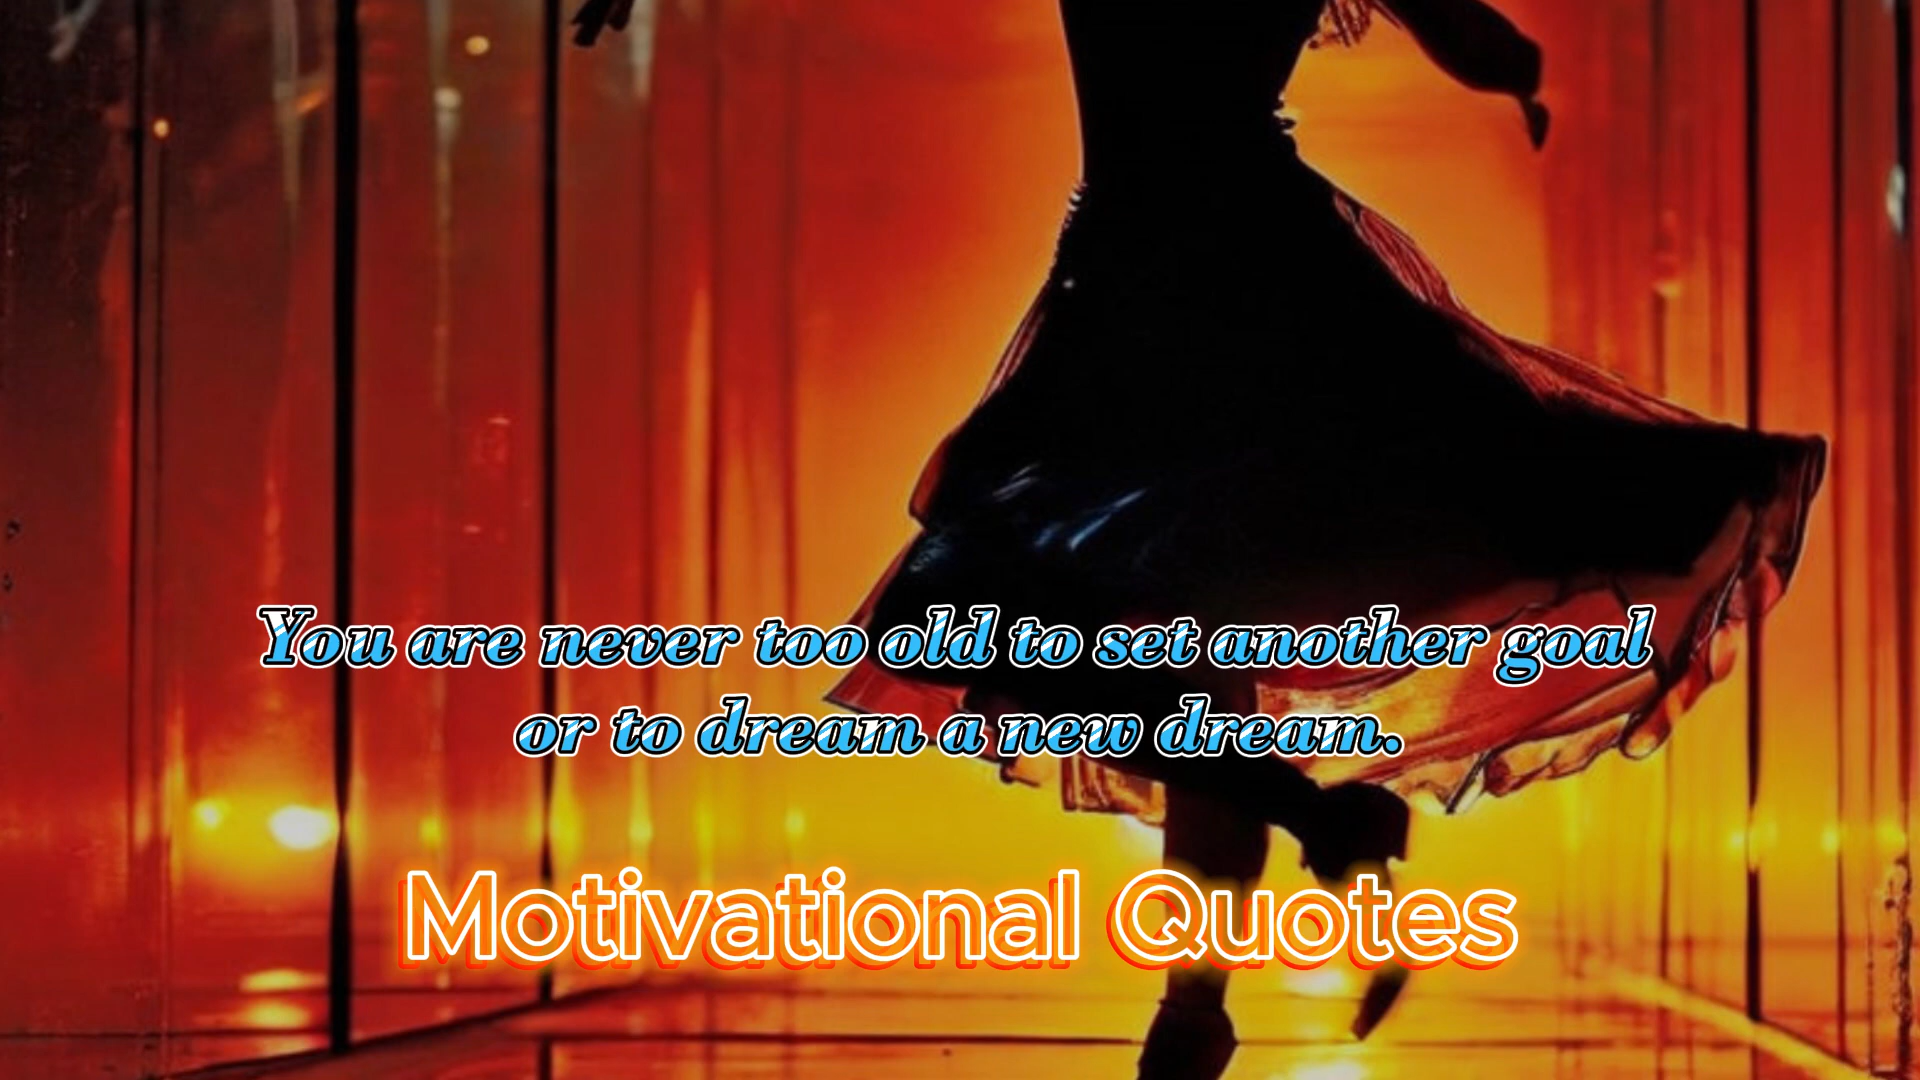 You are never too old to set another goal
or to dream a new dream.
Motivational Quotes